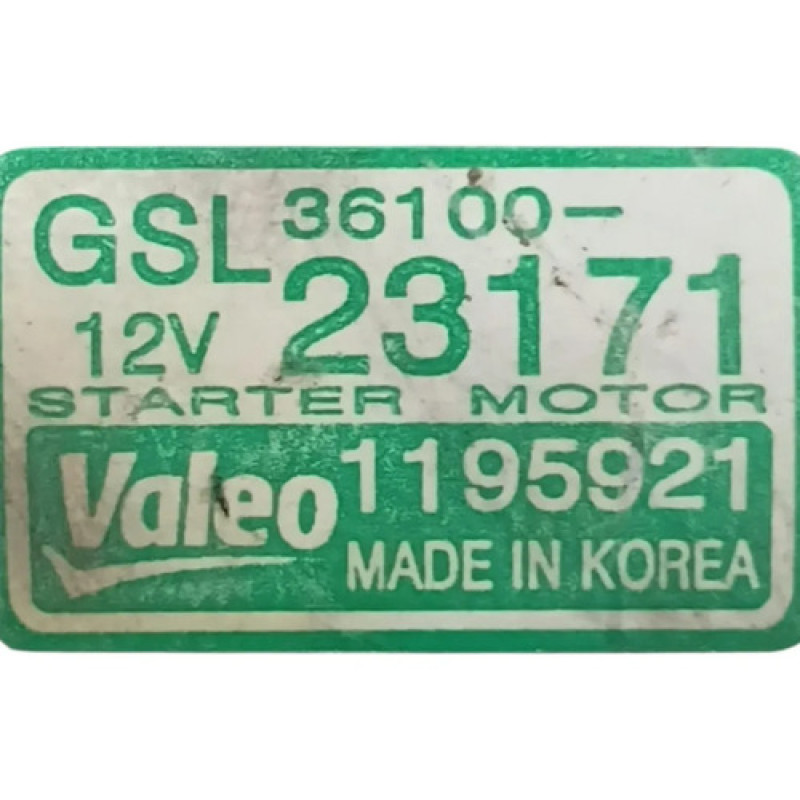 GSL 36100-
12V 23171
STARTER MOTOR
Valeo 1195921
MADE IN KOREA